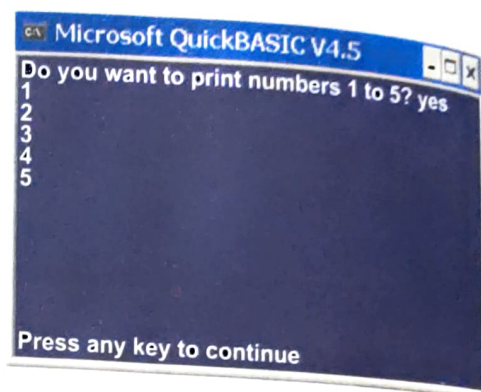 Microsoft QuickBASIC V4.5
Do you want to print numbers 1 to 5? yes
1
2
3
4
5
Press any key to continue